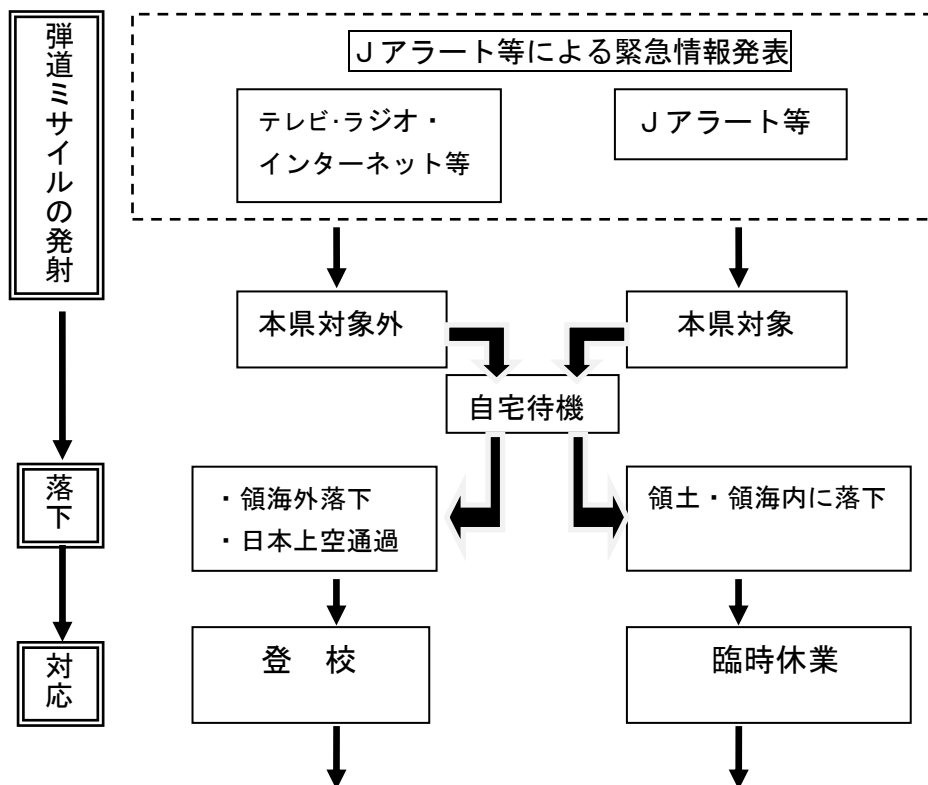 弾道ミサイルの発射
Jアラート等による緊急情報発表
テレビ・ラジオ・
インターネット等
Jアラート等
本県対象外
本県対象
自宅待機
落下
・領海外落下
・日本上空通過
領土・領海内に落下
対応
登　校
臨時休業